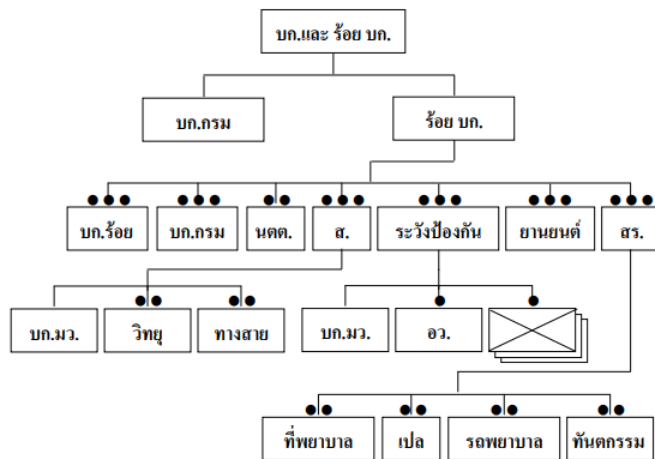 บก.และ ร้อย บก.
บก.กรม
ร้อย บก.
บก.ร้อย
บก.กรม
นตต.
ส.
ระวังป้องกัน
ยานยนต์
สร.
บก.มว.
วิทยุ
ทางสาย
บก.มว.
อว.
ที่พยาบาล
เปล
รถพยาบาล
ทันตกรรม